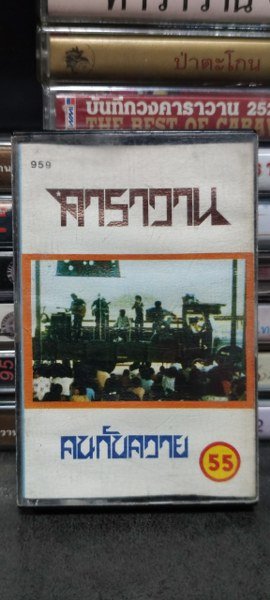 คาราวาน
ป่าตะโกน
บันทึกวงคาราวาน 252
THE BEST OF CARA
959
คาราวาน
คนกับควาย
55
95